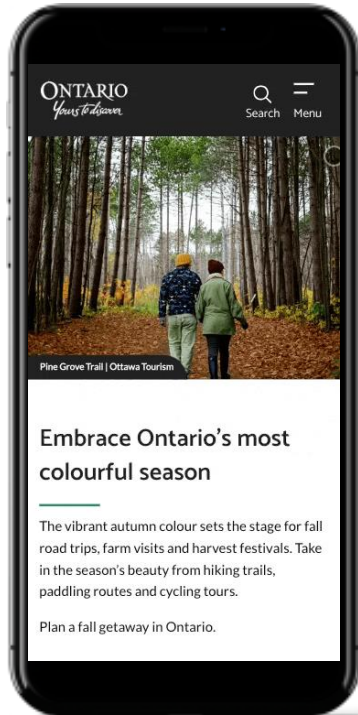 ONTARIO
Yours to discover
Search Menu
Pine Grove Trail | Ottawa Tourism
Embrace Ontario's most
colourful season
The vibrant autumn colour sets the stage for fall
road trips, farm visits and harvest festivals. Take
in the season's beauty from hiking trails,
paddling routes and cycling tours.
Plan a fall getaway in Ontario.